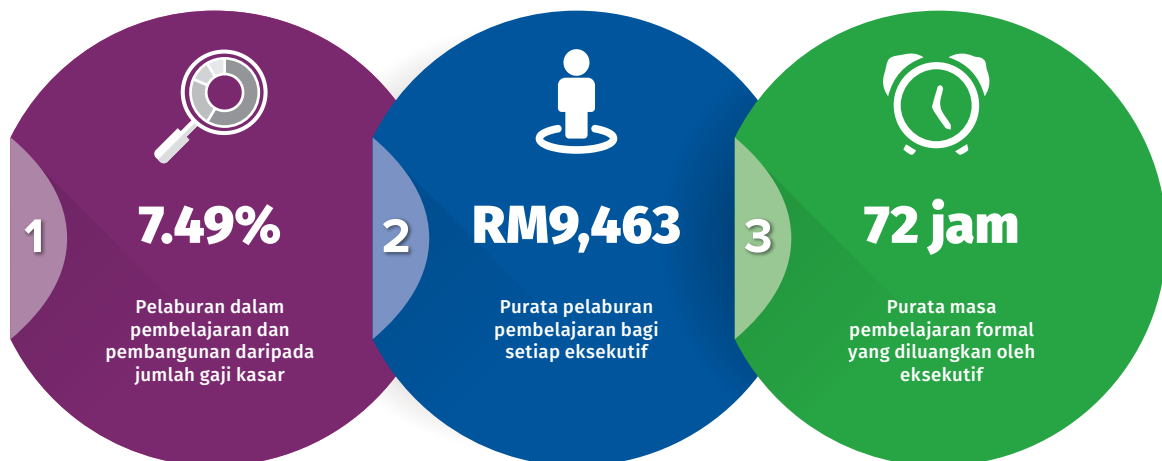 1
7.49%
Pelaburan dalam
pembelajaran dan
pembangunan daripada
jumlah gaji kasar
2
RM9,463
Purata pelaburan
pembelajaran bagi
setiap eksekutif
3
72 jam
Purata masa
pembelajaran formal
yang diluangkan oleh
eksekutif